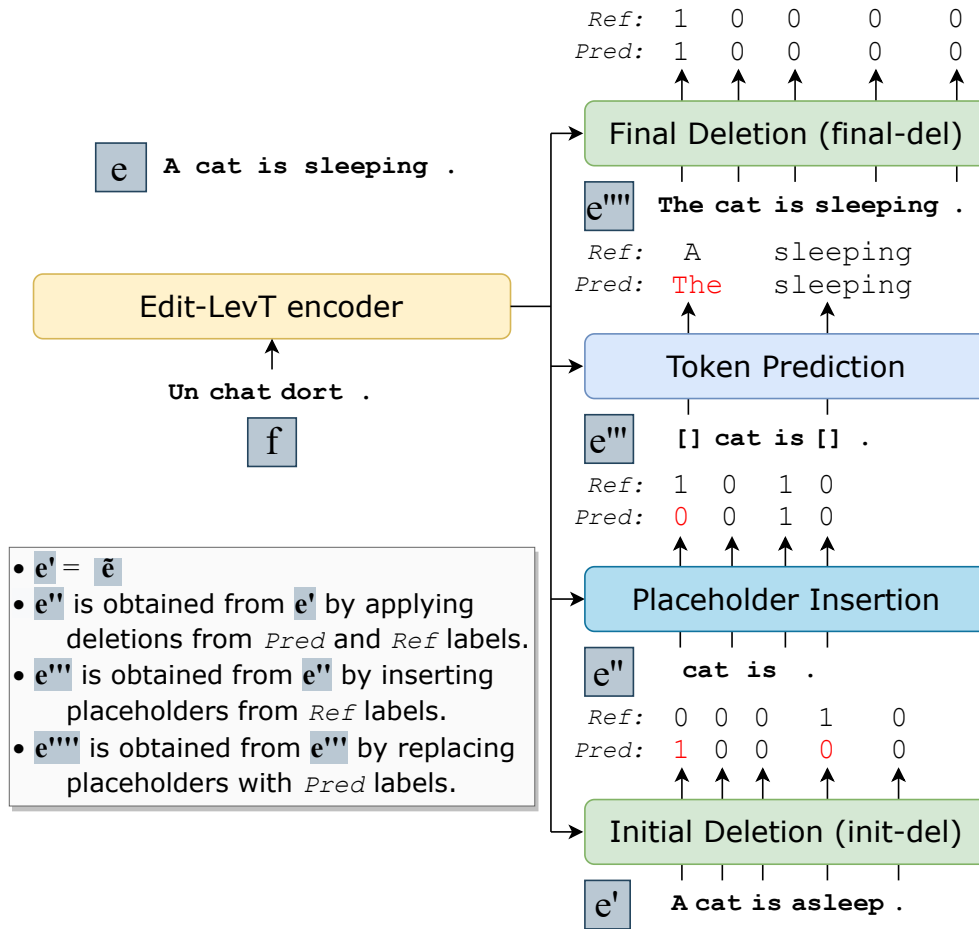 Ref: 1 0 0 0 0
Pred: 1 0 0 0 0
Final Deletion (final-del)
e A cat is sleeping .
e'''' The cat is sleeping .
Ref: A sleeping
Pred: The sleeping
Edit-LevT encoder
Token Prediction
Un chat dort .
f
e''' [] cat is [] .
Ref: 1 0 1 0
Pred: 0 0 1 0
Placeholder Insertion
• e' = ẽ
• e'' is obtained from e' by applying
deletions from Pred and Ref labels.
• e''' is obtained from e'' by inserting
placeholders from Ref labels.
• e'''' is obtained from e''' by replacing
placeholders with Pred labels.
e'' cat is .
Ref: 0 0 0 1 0
Pred: 1 0 0 0 0
Initial Deletion (init-del)
e' A cat is asleep .